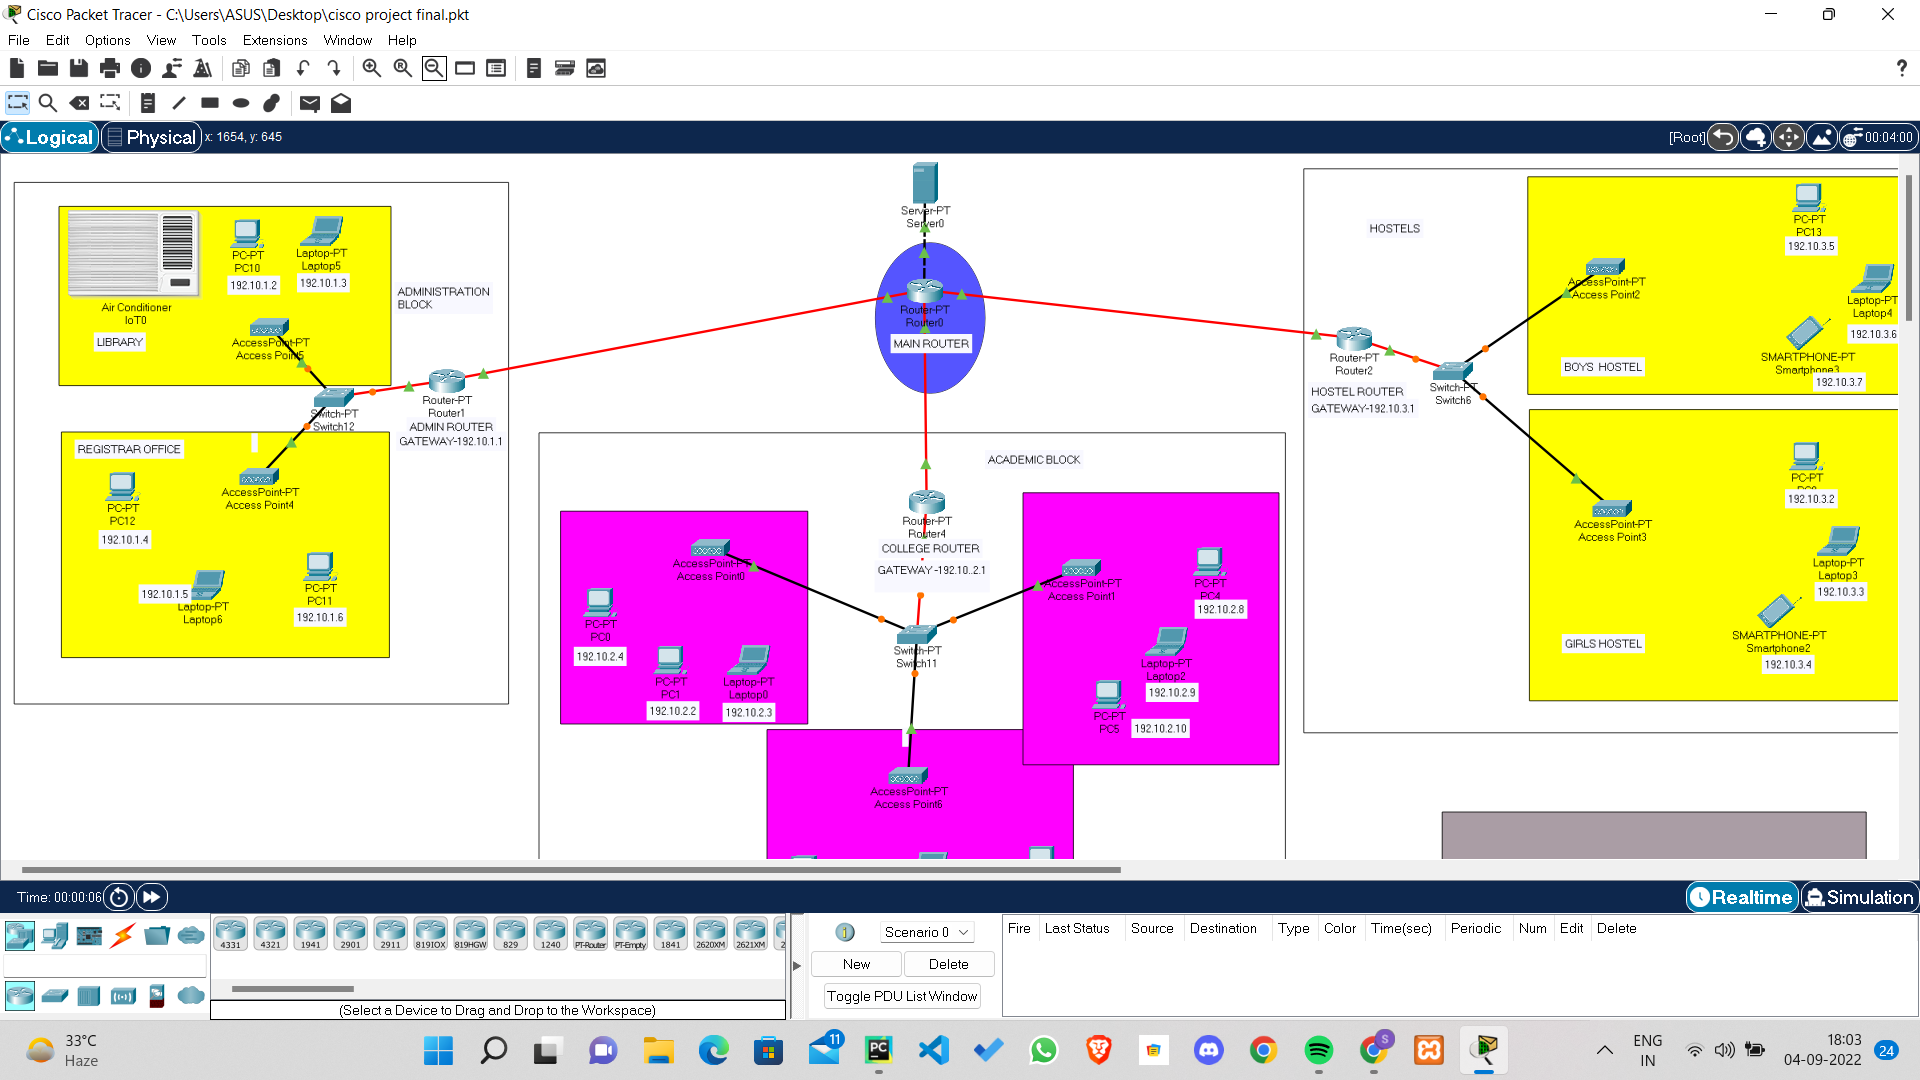 Cisco Packet Tracer - C:\Users\ASUS\Desktop\cisco project final.pkt
File Edit Options View Tools Extensions Window Help
?
Logical Physical x: 1654, y: 645
[Root] 00:04:00
Server-PT
Server0
Router-PT
Router0
MAIN ROUTER
Air Conditioner
IoT0
LIBRARY
PC-PT
PC10
192.10.1.2
Laptop-PT
Laptop5
192.10.1.3
AccessPoint-PT
Access Point5
ADMINISTRATION
BLOCK
Switch-PT
Switch12
Router-PT
Router1
ADMIN ROUTER
GATEWAY-192.10.1.1
REGISTRAR OFFICE
AccessPoint-PT
Access Point4
PC-PT
PC12
192.10.1.4
192.10.1.5
Laptop-PT
Laptop6
PC-PT
PC11
192.10.1.6
ACADEMIC BLOCK
Router-PT
Router4
COLLEGE ROUTER
GATEWAY-192.10..2.1
AccessPoint-PT
Access Point0
PC-PT
PC0
192.10.2.4
PC-PT
PC1
192.10.2.2
Laptop-PT
Laptop0
192.10.2.3
Switch-PT
Switch11
AccessPoint-PT
Access Point1
PC-PT
PC4
192.10.2.8
Laptop-PT
Laptop2
192.10.2.9
PC-PT
PC5
192.10.2.10
AccessPoint-PT
Access Point6
HOSTELS
Router-PT
Router2
HOSTEL ROUTER
GATEWAY-192.10.3.1
Switch-PT
Switch6
AccessPoint-PT
Access Point2
BOYS HOSTEL
PC-PT
PC13
192.10.3.5
Laptop-PT
Laptop4
192.10.3.6
SMARTPHONE-PT
Smartphone3
192.10.3.7
AccessPoint-PT
Access Point3
GIRLS HOSTEL
PC-PT
192.10.3.2
Laptop-PT
Laptop3
192.10.3.3
SMARTPHONE-PT
Smartphone2
192.10.3.4
Time: 00:00:06
Realtime Simulation
4331 4321 1941 2901 2911 819IOX 819HGW 829 1240 PT-Router PT-Empty 1841 2620XM 2621XM 2
(Select a Device to Drag and Drop to the Workspace)
1 Scenario 0
New Delete
Toggle PDU List Window
Fire Last Status Source Destination Type Color Time(sec) Periodic Num Edit Delete
33°C
Haze
11
PC
S
ENG
IN
18:03
04-09-2022
24